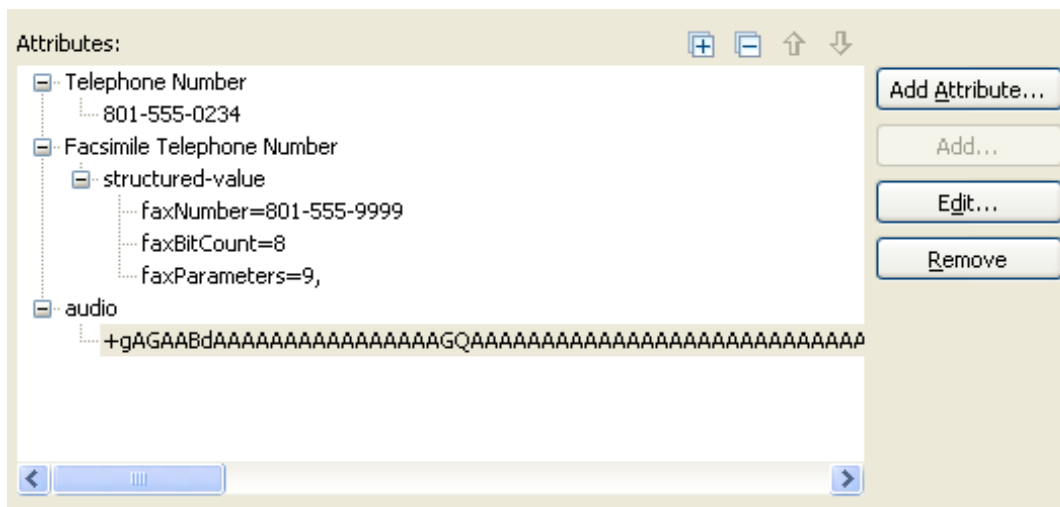 Attributes:
Telephone Number
801-555-0234
Facsimile Telephone Number
structured-value
faxNumber=801-555-9999
faxBitCount=8
faxParameters=9,
audio
+gAGAABdAAAAAAAAAAAAAAAAAGQAAAAAAAAAAAAAAAAAAAAAAAAAAAAA
Add Attribute...
Add...
Edit...
Remove